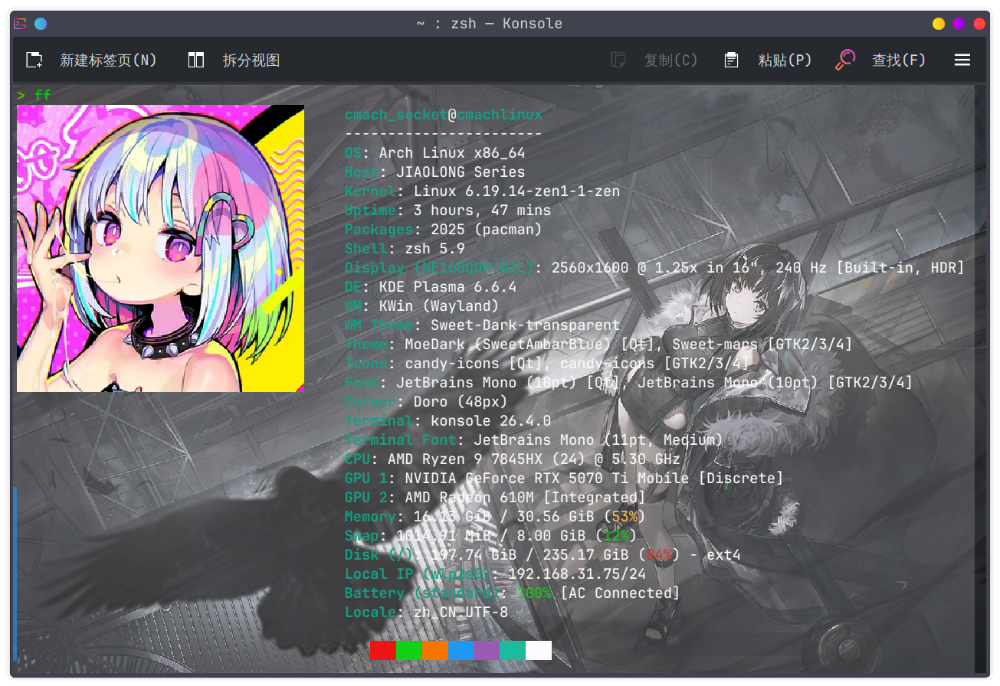 ~ : zsh — Konsole
新建标签页(N) 拆分视图 复制(C) 粘贴(P) 查找(F)
> ff
cmach_socket@cmachlinux
-----------------------
OS: Arch Linux x86_64
Host: JIAOLONG Series
Kernel: Linux 6.19.14-zen1-1-zen
Uptime: 3 hours, 47 mins
Packages: 2025 (pacman)
Shell: zsh 5.9
Display (NE160QDM-NZL): 2560x1600 @ 1.25x in 16", 240 Hz [Built-in, HDR]
DE: KDE Plasma 6.6.4
WM: KWin (Wayland)
WM Theme: Sweet-Dark-transparent
Theme: MoeDark (SweetAmbarBlue) [Qt], Sweet-mars [GTK2/3/4]
Icons: candy-icons [Qt], candy-icons [GTK2/3/4]
Font: JetBrains Mono (10pt) [Qt], JetBrains Mono (10pt) [GTK2/3/4]
Cursor: Doro (48px)
Terminal: konsole 26.4.0
Terminal Font: JetBrains Mono (11pt, Medium)
CPU: AMD Ryzen 9 7845HX (24) @ 5.30 GHz
GPU 1: NVIDIA GeForce RTX 5070 Ti Mobile [Discrete]
GPU 2: AMD Radeon 610M [Integrated]
Memory: 16.13 GiB / 30.56 GiB (53%)
Swap: 1014.91 MiB / 8.00 GiB (12%)
Disk (/): 197.74 GiB / 235.17 GiB (84%) - ext4
Local IP (wlp2s0): 192.168.31.75/24
Battery (standard): 100% [AC Connected]
Locale: zh_CN.UTF-8